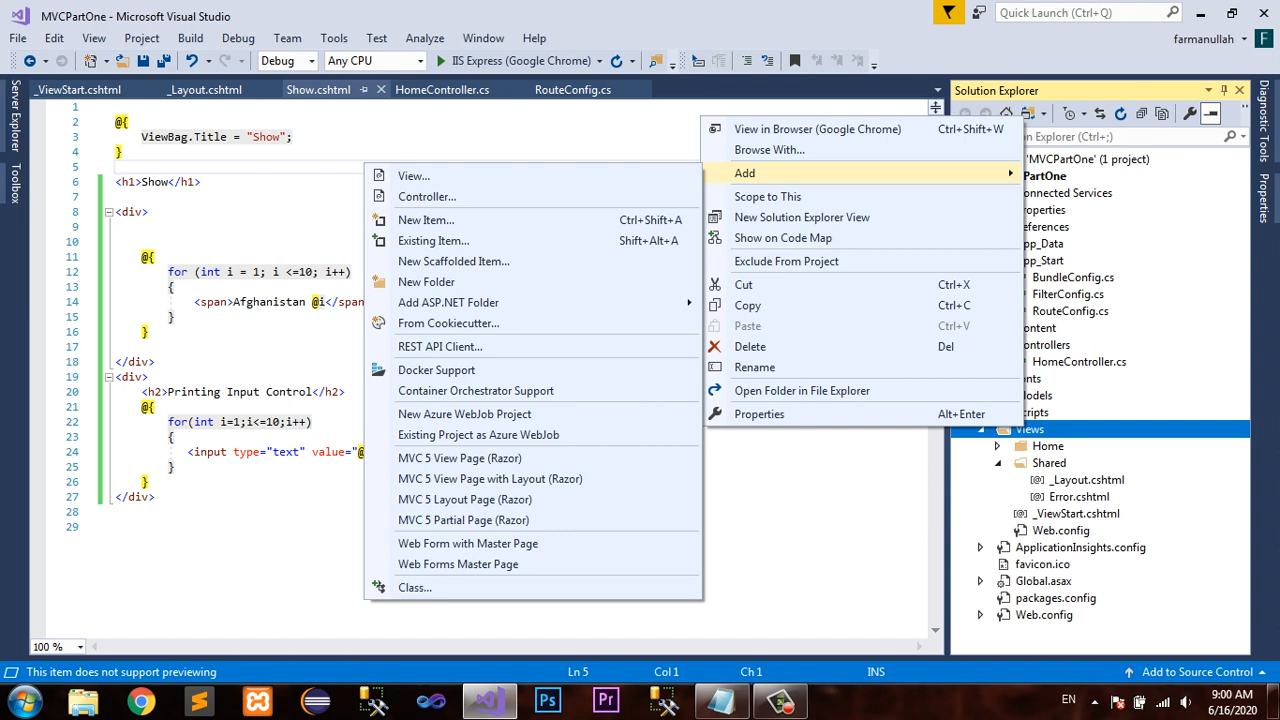 MVCPartOne - Microsoft Visual Studio
Quick Launch (Ctrl+Q)
File Edit View Project Build Debug Team Tools Test Analyze Window Help
farmanullah F
Debug Any CPU IIS Express (Google Chrome)
_ViewStart.cshtml _Layout.cshtml Show.cshtml HomeController.cs RouteConfig.cs
Server Explorer
Toolbox
1
2 @{
3 ViewBag.Title = "Show";
4 }
5
6 <h1>Show</h1>
7
8 <div>
9
10
11 @{
12 for (int i = 1; i <=10; i++)
13 {
14 <span>Afghanistan @i</span
15 }
16 }
17
18 </div>
19 <div>
20 <h2>Printing Input Control</h2>
21 @{
22 for(int i=1;i<=10;i++)
23 {
24 <input type="text" value="@
25 }
26 }
27 </div>
28
29
View...
Controller...
New Item... Ctrl+Shift+A
Existing Item... Shift+Alt+A
New Scaffolded Item...
New Folder
Add ASP.NET Folder
From Cookiecutter...
REST API Client...
Docker Support
Container Orchestrator Support
New Azure WebJob Project
Existing Project as Azure WebJob
MVC 5 View Page (Razor)
MVC 5 View Page with Layout (Razor)
MVC 5 Layout Page (Razor)
MVC 5 Partial Page (Razor)
Web Form with Master Page
Web Forms Master Page
Class...
View in Browser (Google Chrome) Ctrl+Shift+W
Browse With...
Add
Scope to This
New Solution Explorer View
Show on Code Map
Exclude From Project
Cut Ctrl+X
Copy Ctrl+C
Paste Ctrl+V
Delete Del
Rename
Open Folder in File Explorer
Properties Alt+Enter
Solution Explorer
Explorer (Ctrl+;)
'MVCPartOne' (1 project)
PartOne
onnected Services
roperties
eferences
pp_Data
pp_Start
BundleConfig.cs
FilterConfig.cs
RouteConfig.cs
ontent
ontrollers
HomeController.cs
onts
odels
cripts
Views
Home
Shared
_Layout.cshtml
Error.cshtml
_ViewStart.cshtml
Web.config
ApplicationInsights.config
favicon.ico
Global.asax
packages.config
Web.config
Diagnostic Tools
Properties
100 %
This item does not support previewing Ln 5 Col 1 Ch 1 INS Add to Source Control
Ps Pr EN 9:00 AM
6/16/2020